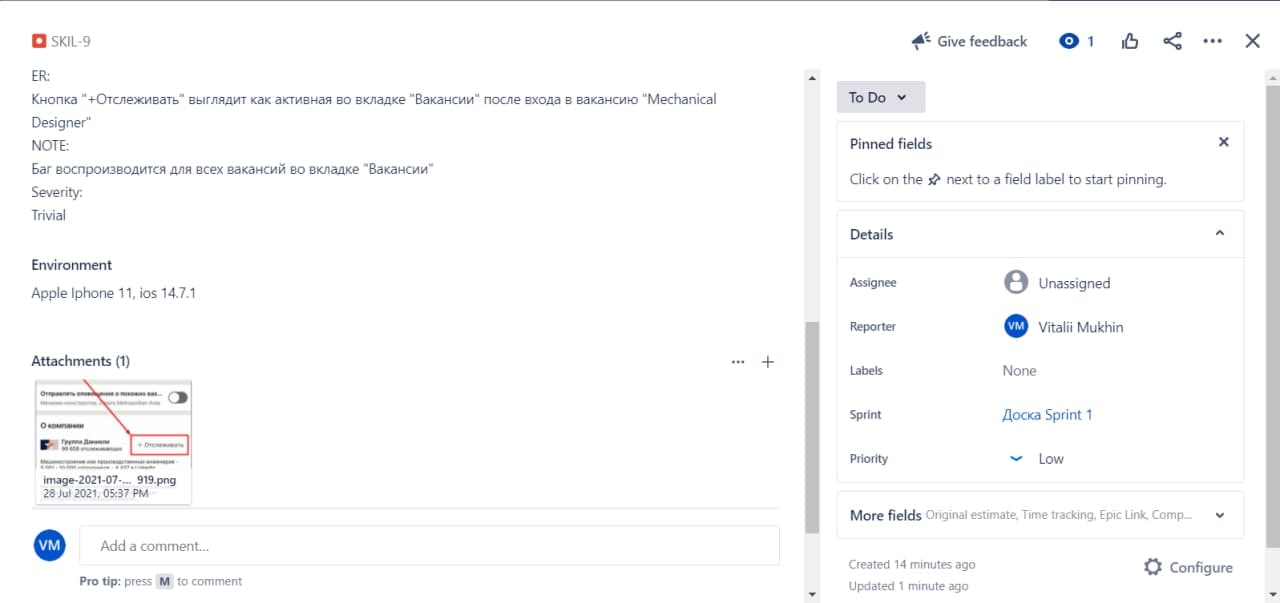 SKIL-9
Give feedback
1
ER:
Кнопка "+Отслеживать" выглядит как активная во вкладке "Вакансии" после входа в вакансию "Mechanical
Designer"
NOTE:
Баг воспроизводится для всех вакансий во вкладке "Вакансии"
Severity:
Trivial
Environment
Apple Iphone 11, ios 14.7.1
Attachments (1)
Отправлять оповещение о похожих вак...
О компании
Группа Даниели
+ Отслеживать
image-2021-07-... 919.png
28 Jul 2021, 05:37 PM
VM
Add a comment...
Pro tip: press M to comment
To Do
Pinned fields
Click on the next to a field label to start pinning.
Details
Assignee
Unassigned
Reporter
VM Vitalii Mukhin
Labels
None
Sprint
Доска Sprint 1
Priority
Low
More fields Original estimate, Time tracking, Epic Link, Comp...
Created 14 minutes ago
Updated 1 minute ago
Configure